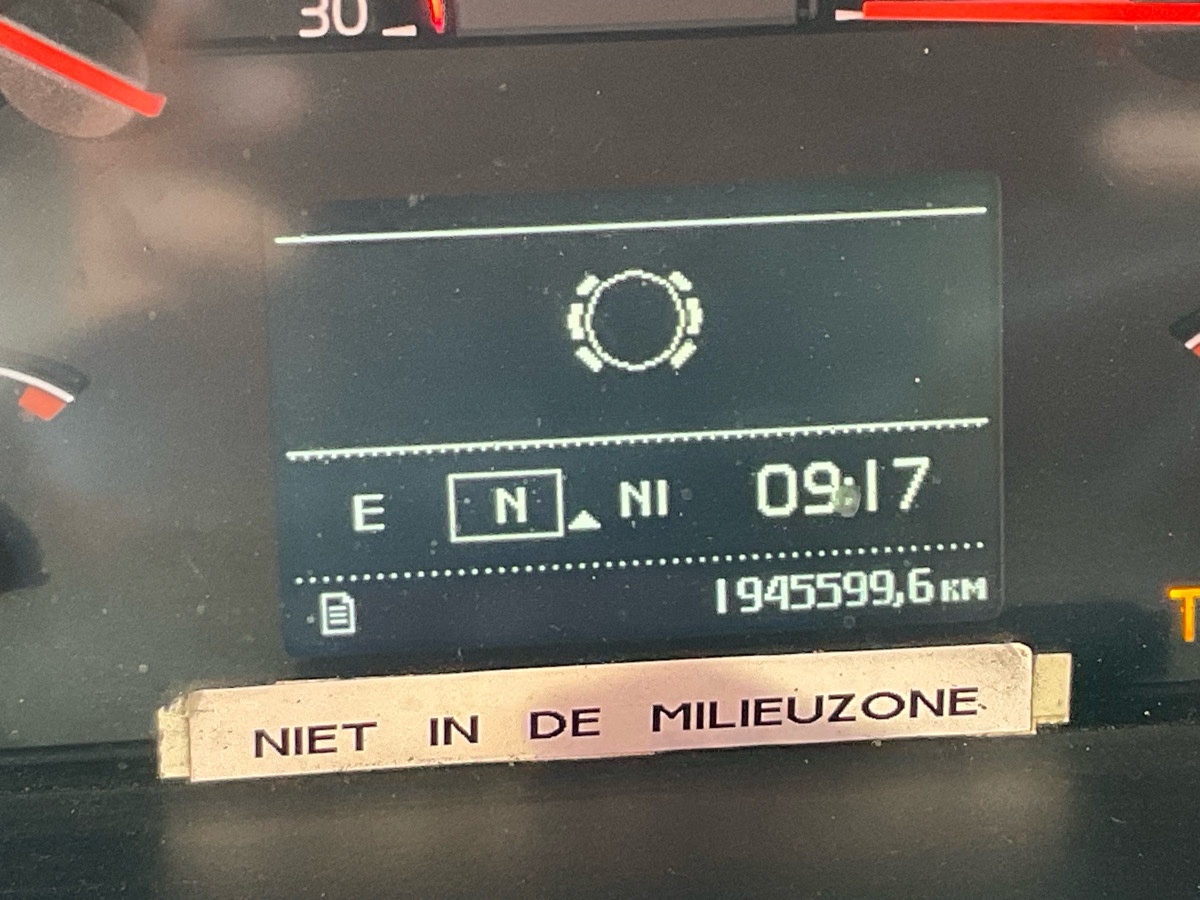 30
E N NI 09:17
1945599,6 KM
T
NIET IN DE MILIEUZONE